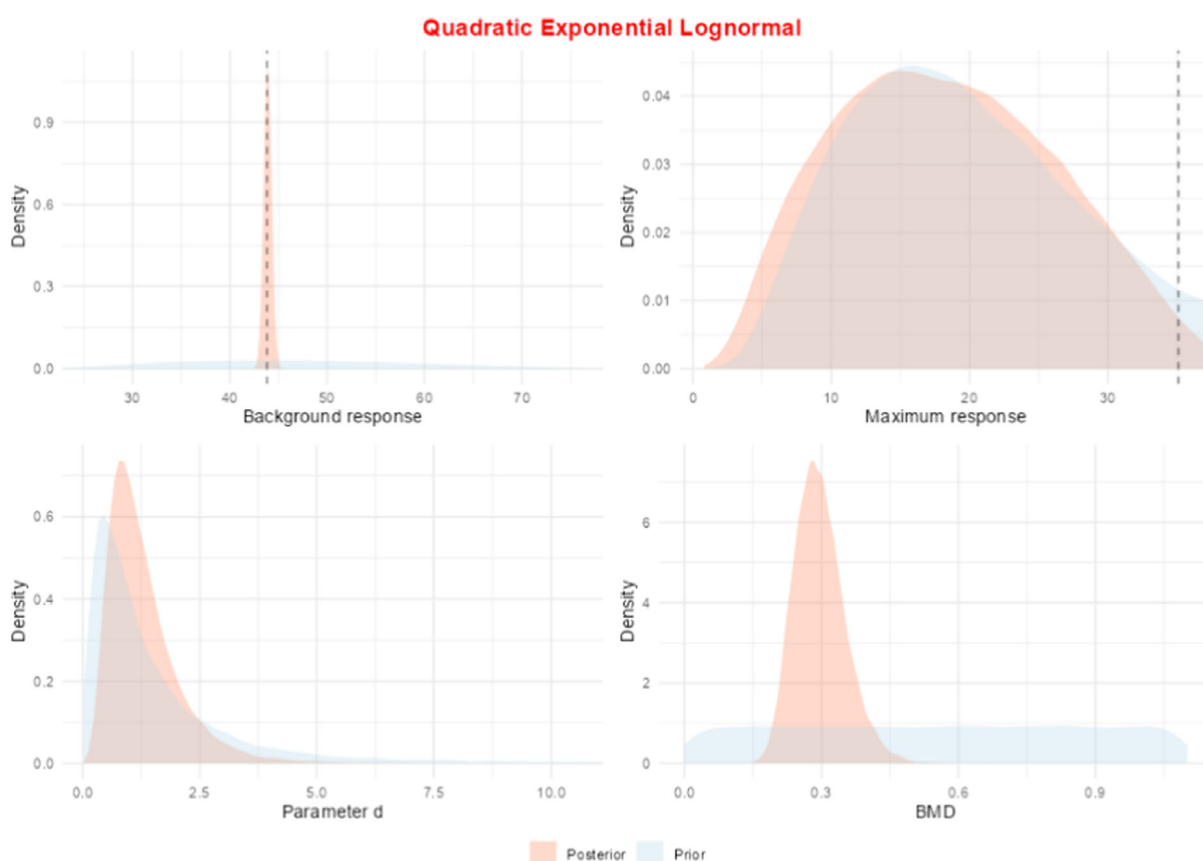 Quadratic Exponential Lognormal
Density
0.9
0.6
0.3
0.0
30 40 50 60 70
Background response
Density
0.04
0.03
0.02
0.01
0.00
0 10 20 30
Maximum response
Density
0.6
0.4
0.2
0.0
0.0 2.5 5.0 7.5 10.0
Parameter d
Density
6
4
2
0
0.0 0.3 0.6 0.9
BMD
Posterior Prior